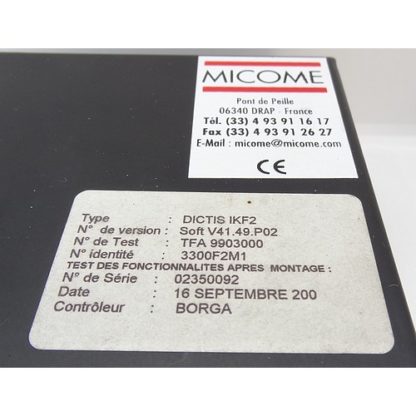 MICOME
Pont de Peille
06340 DRAP - France
Tél. (33) 4 93 91 16 17
Fax (33) 4 93 91 26 27
E-Mail : micome@micome.com
CE
Type : DICTIS IKF2
N° de version : Soft V41.49.P02
N° de Test : TFA 9903000
N° identité : 3300F2M1
TEST DES FONCTIONNALITES APRES MONTAGE :
N° de Série : 02350092
Date : 16 SEPTEMBRE 200
Contrôleur : BORGA